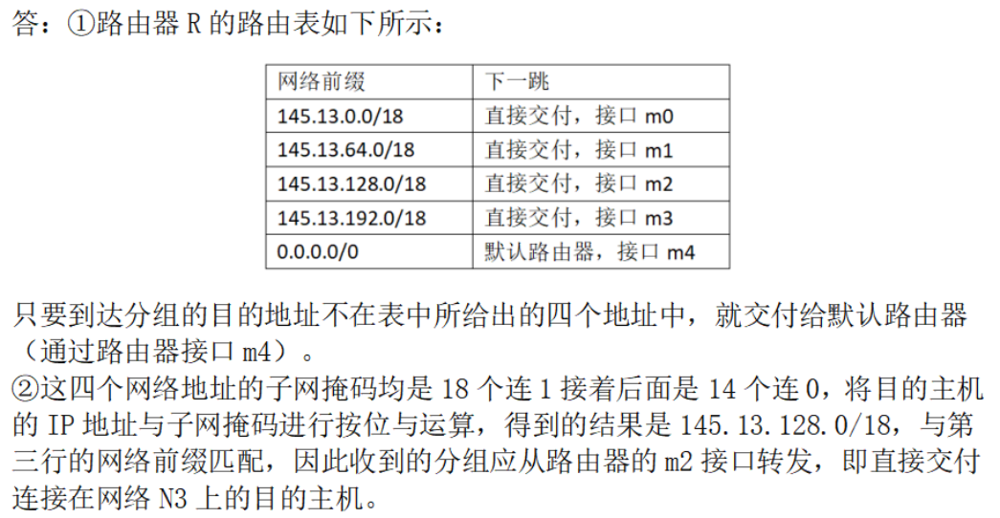 答：①路由器 R 的路由表如下所示：
网络前缀 下一跳
145.13.0.0/18 直接交付，接口 m0
145.13.64.0/18 直接交付，接口 m1
145.13.128.0/18 直接交付，接口 m2
145.13.192.0/18 直接交付，接口 m3
0.0.0.0/0 默认路由器，接口 m4
只要到达分组的目的地址不在表中所给出的四个地址中，就交付给默认路由器
（通过路由器接口 m4）。
②这四个网络地址的子网掩码均是 18 个连 1 接着后面是 14 个连 0，将目的主机
的 IP 地址与子网掩码进行按位与运算，得到的结果是 145.13.128.0/18，与第
三行的网络前缀匹配，因此收到的分组应从路由器的 m2 接口转发，即直接交付
连接在网络 N3 上的目的主机。